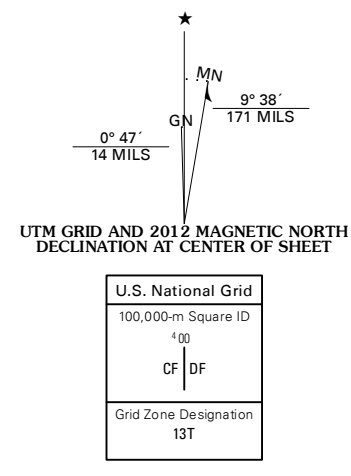 ★
MN
GN
9° 38´
171 MILS
0° 47´
14 MILS
UTM GRID AND 2012 MAGNETIC NORTH
DECLINATION AT CENTER OF SHEET
U.S. National Grid
100,000-m Square ID
4 00
CF DF
Grid Zone Designation
13T